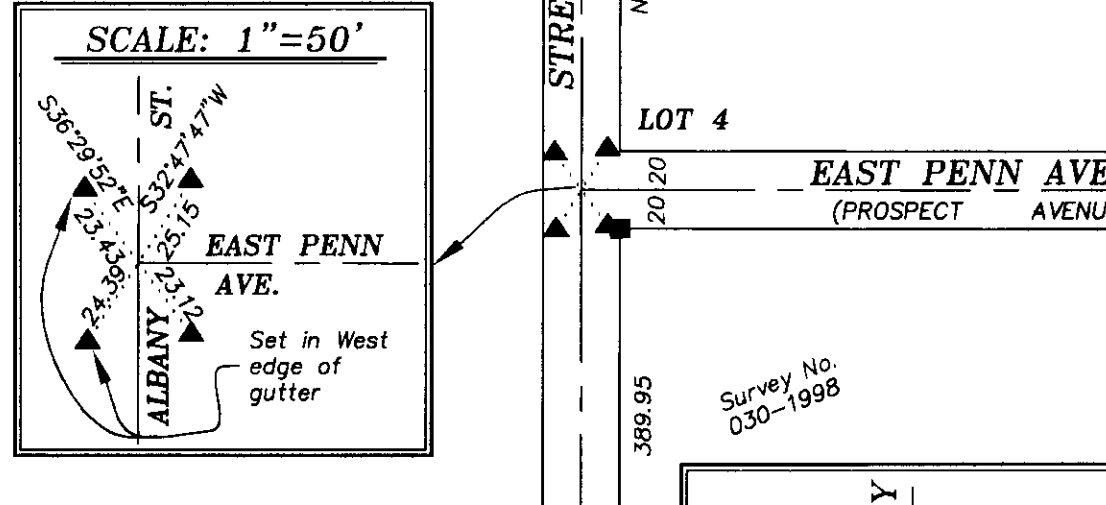 SCALE: 1"=50'
ST.
S36°29'52"E
S32°47'47"W
23.43
25.15
24.39
23.12
EAST PENN
AVE.
ALBANY
Set in West
edge of
gutter
STRE
N
LOT 4
20 20
EAST PENN AVE
(PROSPECT AVENU
389.95
Survey No.
030-1998
Y